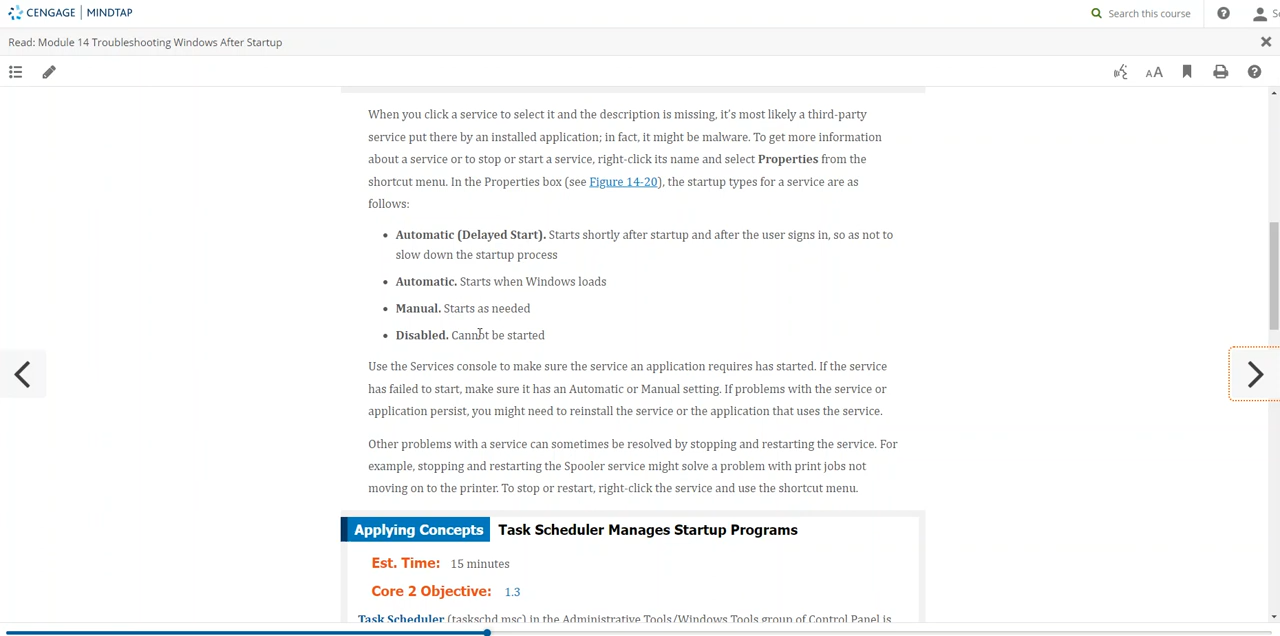 CENGAGE | MINDTAP
Search this course
Read: Module 14 Troubleshooting Windows After Startup
AA
When you click a service to select it and the description is missing, it's most likely a third-party
service put there by an installed application; in fact, it might be malware. To get more information
about a service or to stop or start a service, right-click its name and select Properties from the
shortcut menu. In the Properties box (see Figure 14-20), the startup types for a service are as
follows:
• Automatic (Delayed Start). Starts shortly after startup and after the user signs in, so as not to
slow down the startup process
• Automatic. Starts when Windows loads
• Manual. Starts as needed
• Disabled. Cannot be started
Use the Services console to make sure the service an application requires has started. If the service
has failed to start, make sure it has an Automatic or Manual setting. If problems with the service or
application persist, you might need to reinstall the service or the application that uses the service.
Other problems with a service can sometimes be resolved by stopping and restarting the service. For
example, stopping and restarting the Spooler service might solve a problem with print jobs not
moving on to the printer. To stop or restart, right-click the service and use the shortcut menu.
Applying Concepts Task Scheduler Manages Startup Programs
Est. Time: 15 minutes
Core 2 Objective: 1.3
Task Scheduler (taskschd.msc) in the Administrative Tools/Windows Tools group of Control Panel is